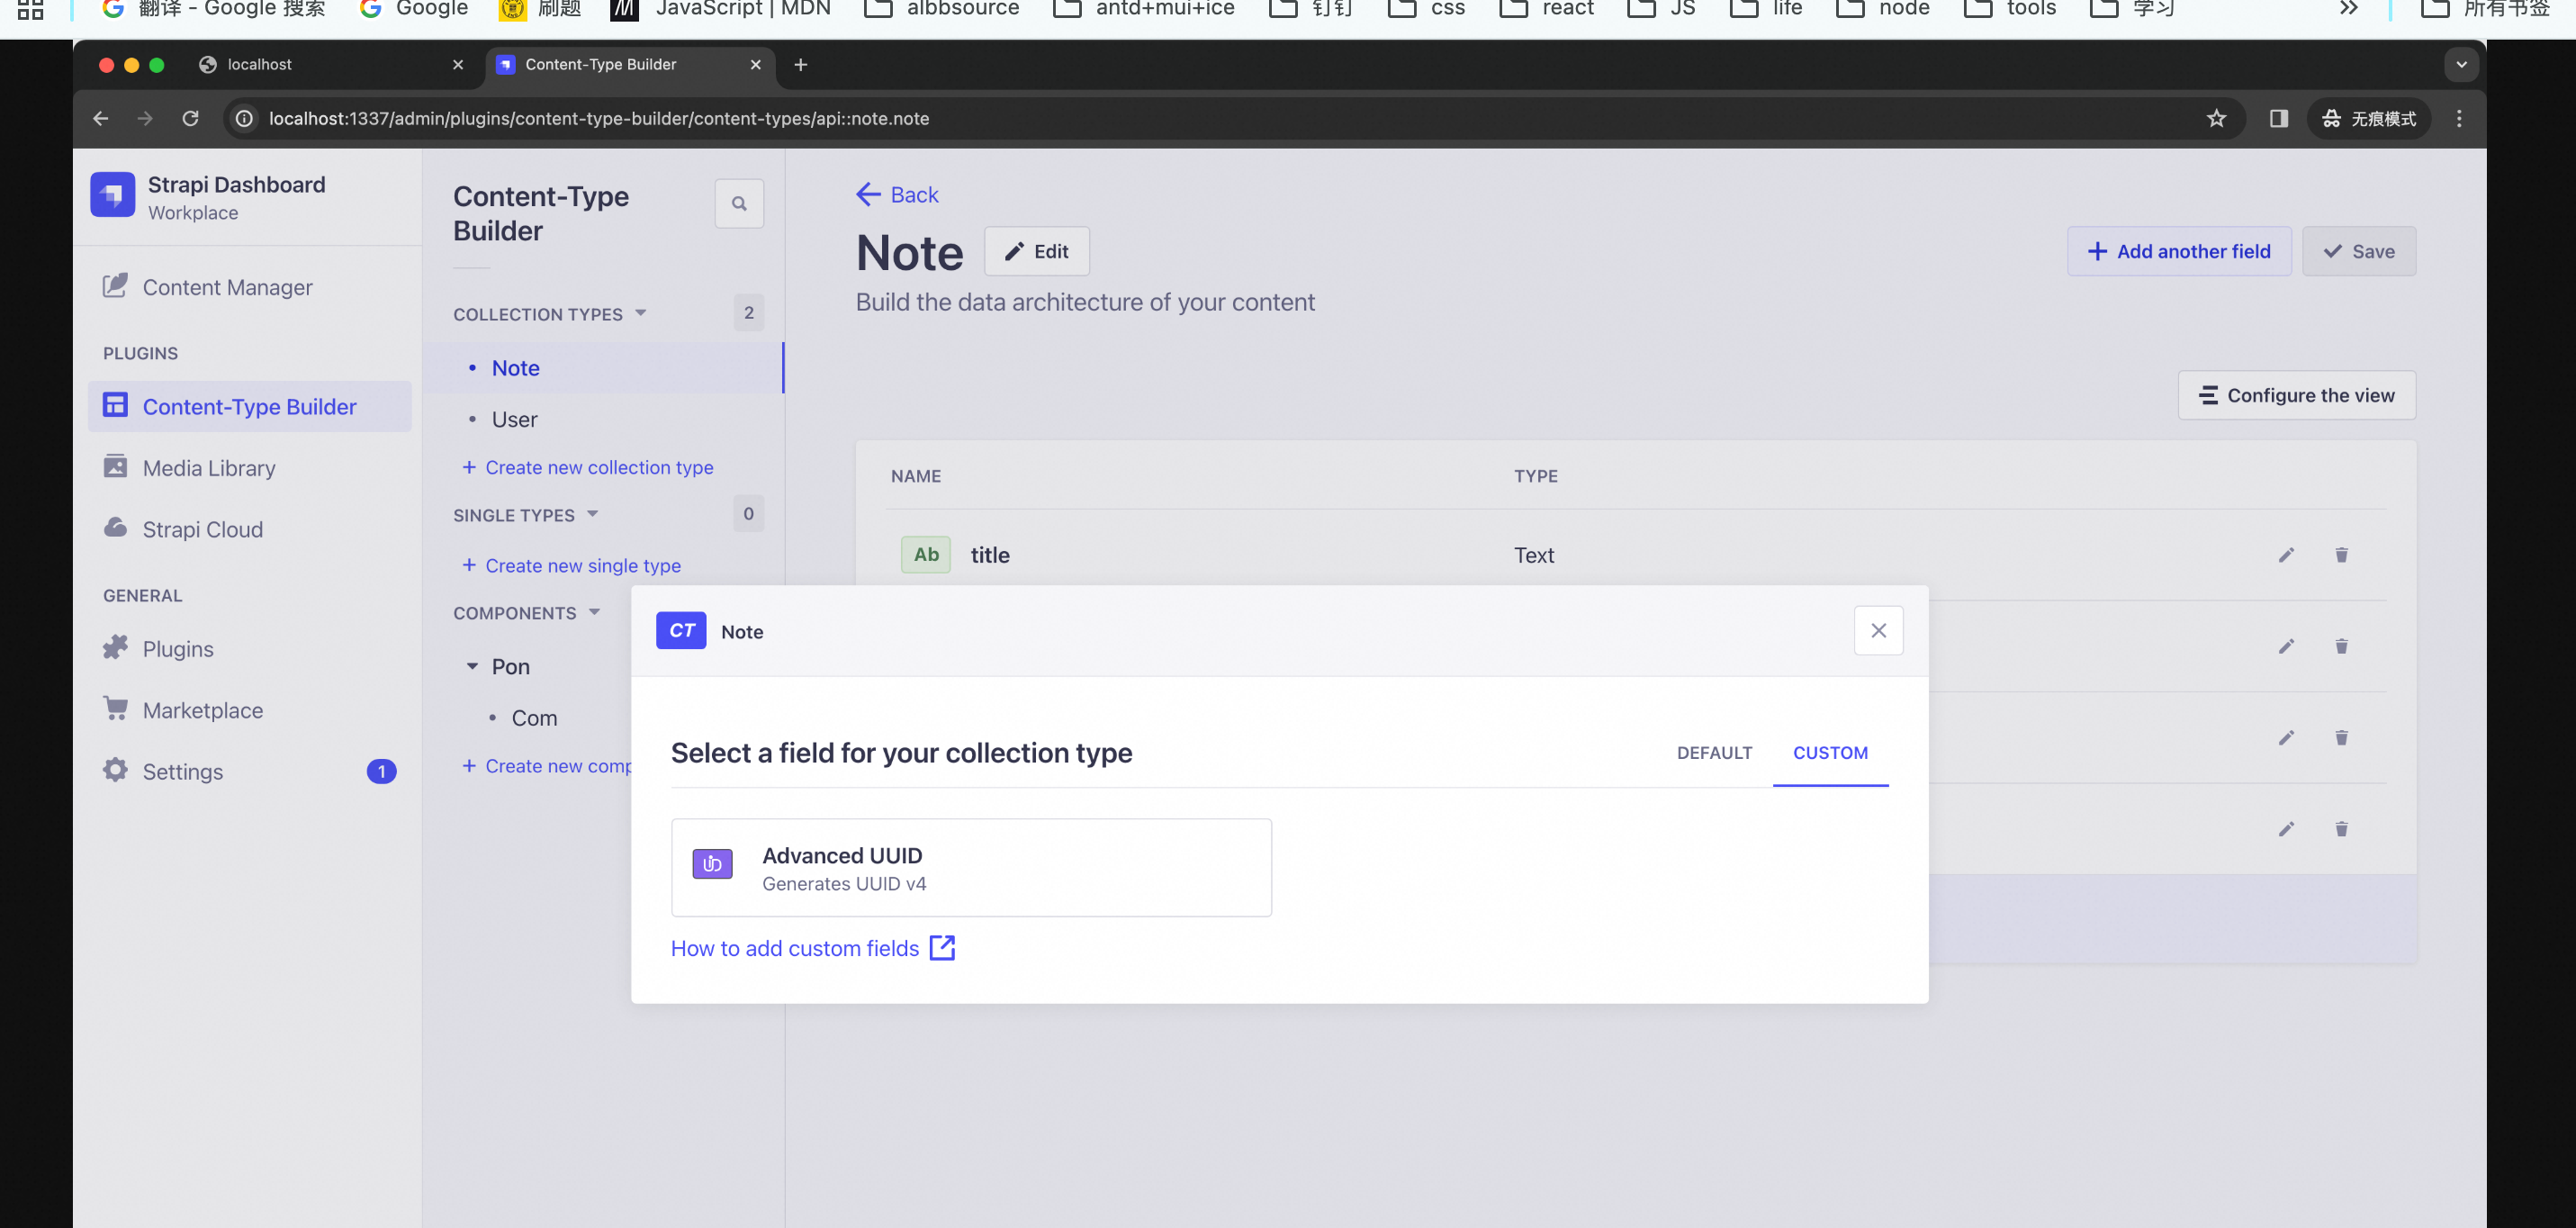 翻译 - Google 搜索
Google
刷题
JavaScript | MDN
albbsource
antd+mui+ice
钉钉
css
react
JS
life
node
tools
学习
所有书签
localhost
Content-Type Builder
localhost:1337/admin/plugins/content-type-builder/content-types/api::note.note
无痕模式
Strapi Dashboard
Workplace
Content Manager
PLUGINS
Content-Type Builder
Media Library
Strapi Cloud
GENERAL
Plugins
Marketplace
Settings
1
Content-Type
Builder
COLLECTION TYPES
2
Note
User
+ Create new collection type
SINGLE TYPES
0
+ Create new single type
COMPONENTS
Pon
Com
+ Create new comp
Back
Note
Edit
Build the data architecture of your content
+ Add another field
Save
Configure the view
NAME
TYPE
Ab
title
Text
CT
Note
Select a field for your collection type
DEFAULT
CUSTOM
UID
Advanced UUID
Generates UUID v4
How to add custom fields